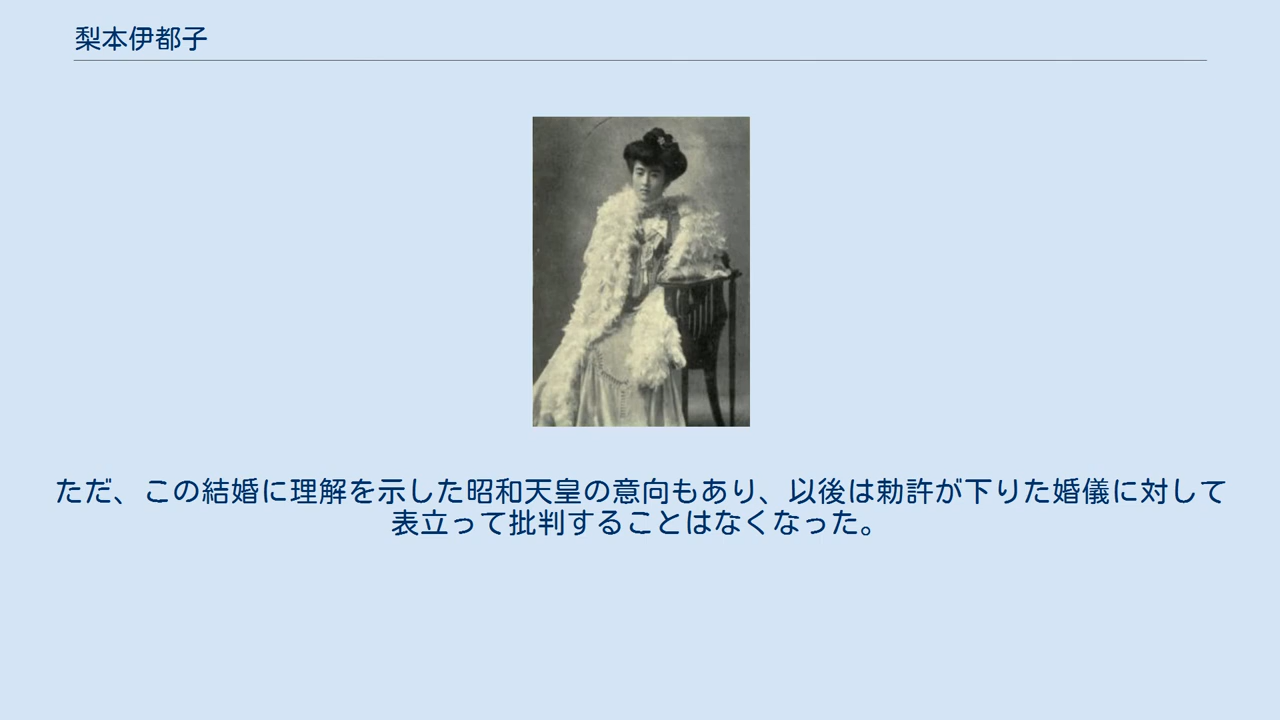 梨本伊都子
ただ、この結婚に理解を示した昭和天皇の意向もあり、以後は勅許が下りた婚儀に対して
表立って批判することはなくなった。